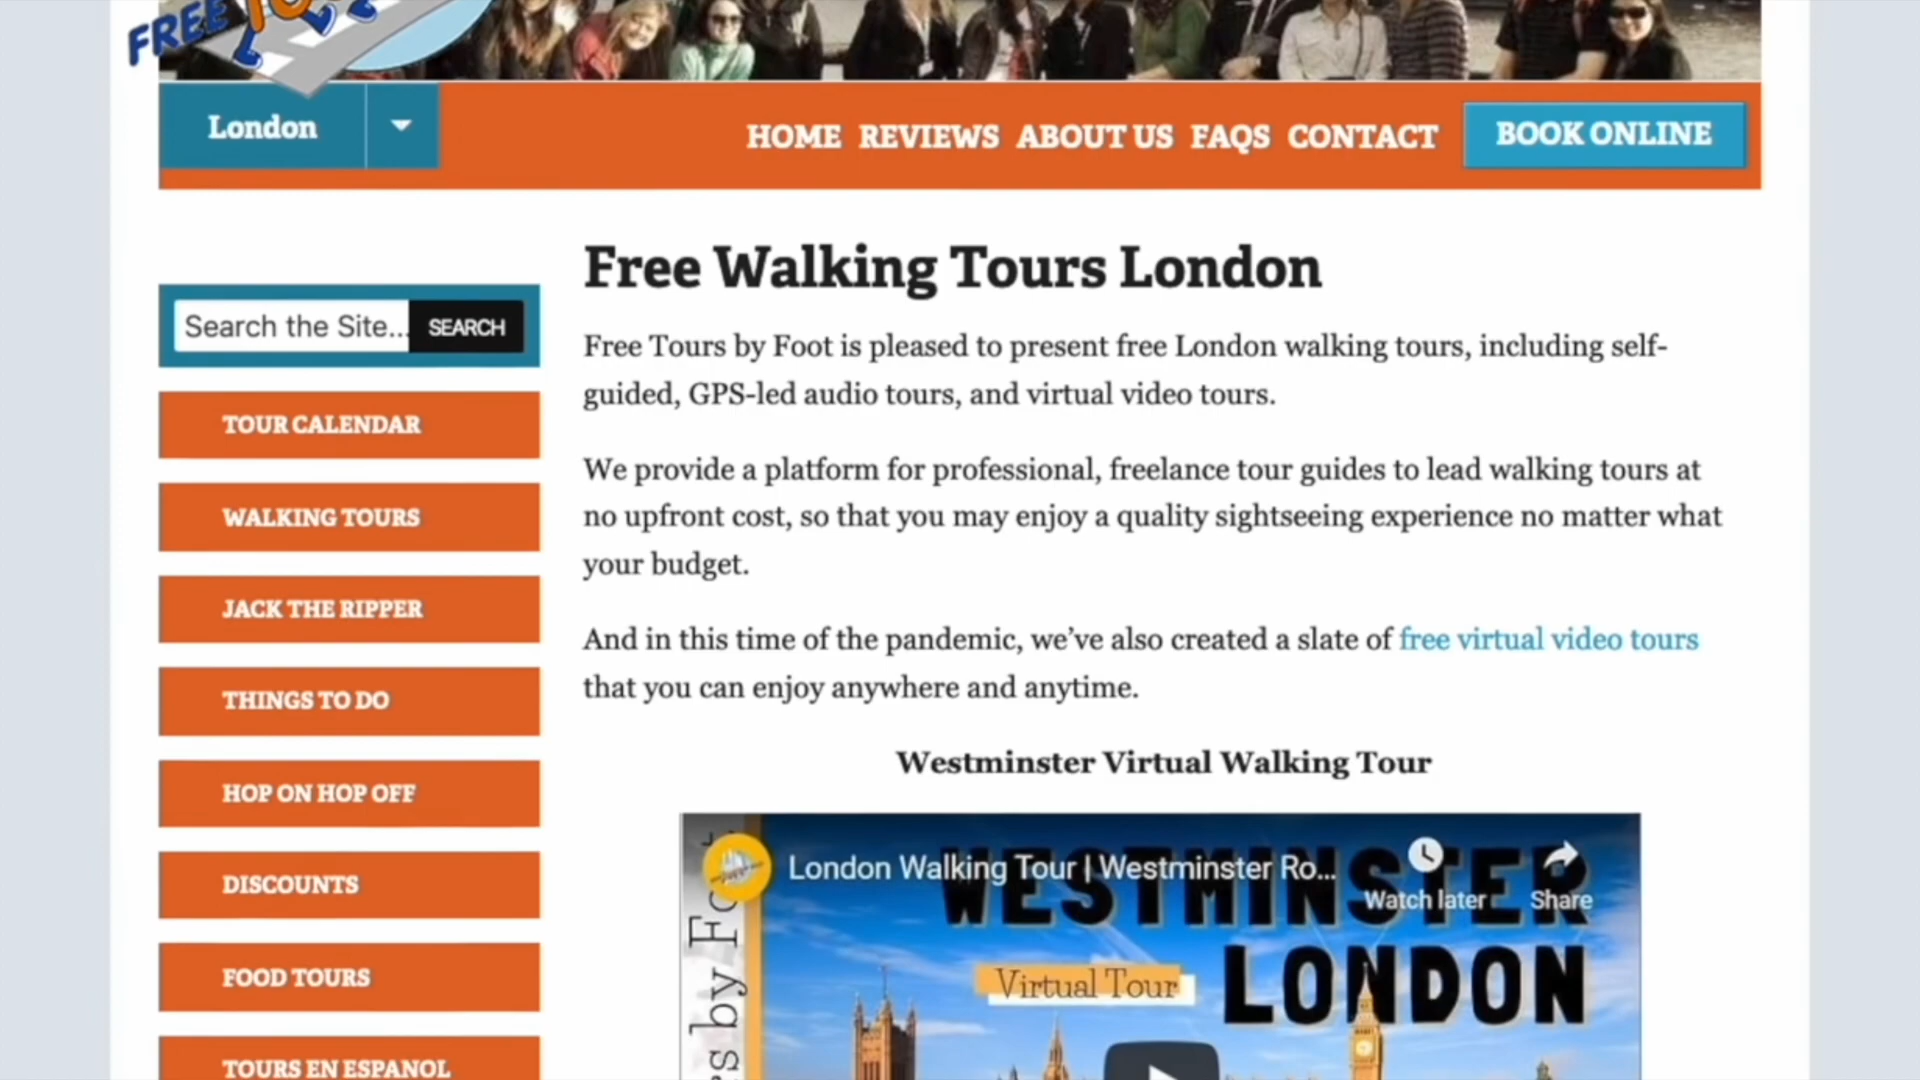 FREE
London
HOME REVIEWS ABOUT US FAQS CONTACT BOOK ONLINE
Search the Site... SEARCH
TOUR CALENDAR
WALKING TOURS
JACK THE RIPPER
THINGS TO DO
HOP ON HOP OFF
DISCOUNTS
FOOD TOURS
TOURS EN ESPANOL
Free Walking Tours London
Free Tours by Foot is pleased to present free London walking tours, including self-
guided, GPS-led audio tours, and virtual video tours.
We provide a platform for professional, freelance tour guides to lead walking tours at
no upfront cost, so that you may enjoy a quality sightseeing experience no matter what
your budget.
And in this time of the pandemic, we've also created a slate of free virtual video tours
that you can enjoy anywhere and anytime.
Westminster Virtual Walking Tour
London Walking Tour | Westminster Ro...
Watch later
Share
WESTMINSTER
LONDON
Virtual Tour
by